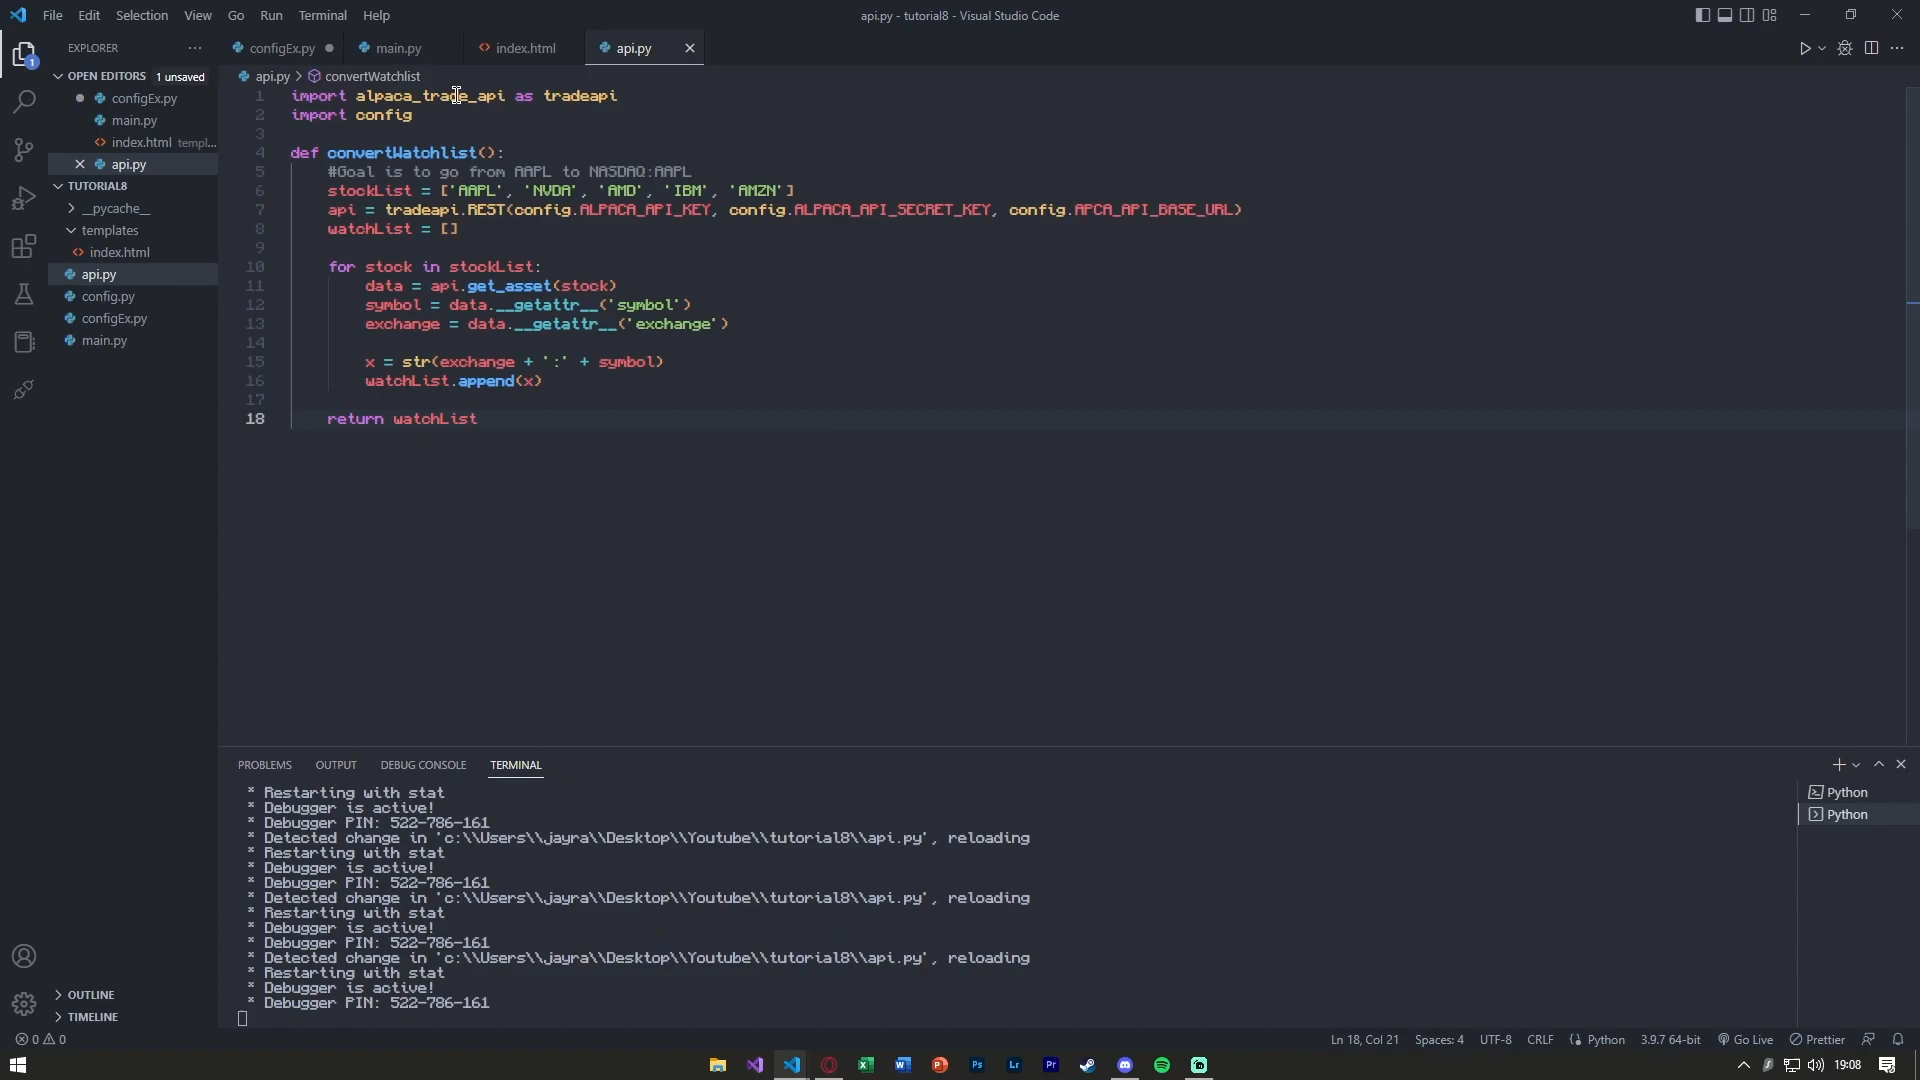 File Edit Selection View Go Run Terminal Help
api.py - tutorial8 - Visual Studio Code
EXPLORER
configEx.py
main.py
index.html
api.py
OPEN EDITORS 1 unsaved
configEx.py
main.py
index.html templ...
api.py
TUTORIAL8
__pycache__
templates
index.html
api.py
config.py
configEx.py
main.py
OUTLINE
TIMELINE
1
api.py > convertWatchlist
1 import alpaca_trade_api as tradeapi
2 import config
3
4 def convertWatchlist():
5 #Goal is to go from AAPL to NASDAQ:AAPL
6 stockList = ['AAPL', 'NVDA', 'AMD', 'IBM', 'AMZN']
7 api = tradeapi.REST(config.ALPACA_API_KEY, config.ALPACA_API_SECRET_KEY, config.APCA_API_BASE_URL)
8 watchList = []
9
10 for stock in stockList:
11 data = api.get_asset(stock)
12 symbol = data.__getattr__('symbol')
13 exchange = data.__getattr__('exchange')
14
15 x = str(exchange + ':' + symbol)
16 watchList.append(x)
17
18 return watchList
PROBLEMS OUTPUT DEBUG CONSOLE TERMINAL
* Restarting with stat
* Debugger is active!
* Debugger PIN: 522-786-161
* Detected change in 'c:\\Users\\jayra\\Desktop\\Youtube\\tutorial8\\api.py', reloading
* Restarting with stat
* Debugger is active!
* Debugger PIN: 522-786-161
* Detected change in 'c:\\Users\\jayra\\Desktop\\Youtube\\tutorial8\\api.py', reloading
* Restarting with stat
* Debugger is active!
* Debugger PIN: 522-786-161
* Detected change in 'c:\\Users\\jayra\\Desktop\\Youtube\\tutorial8\\api.py', reloading
* Restarting with stat
* Debugger is active!
* Debugger PIN: 522-786-161
Python
Python
0 0
Ln 18, Col 21 Spaces: 4 UTF-8 CRLF Python 3.9.7 64-bit Go Live Prettier
Ps Lr Pr
19:08